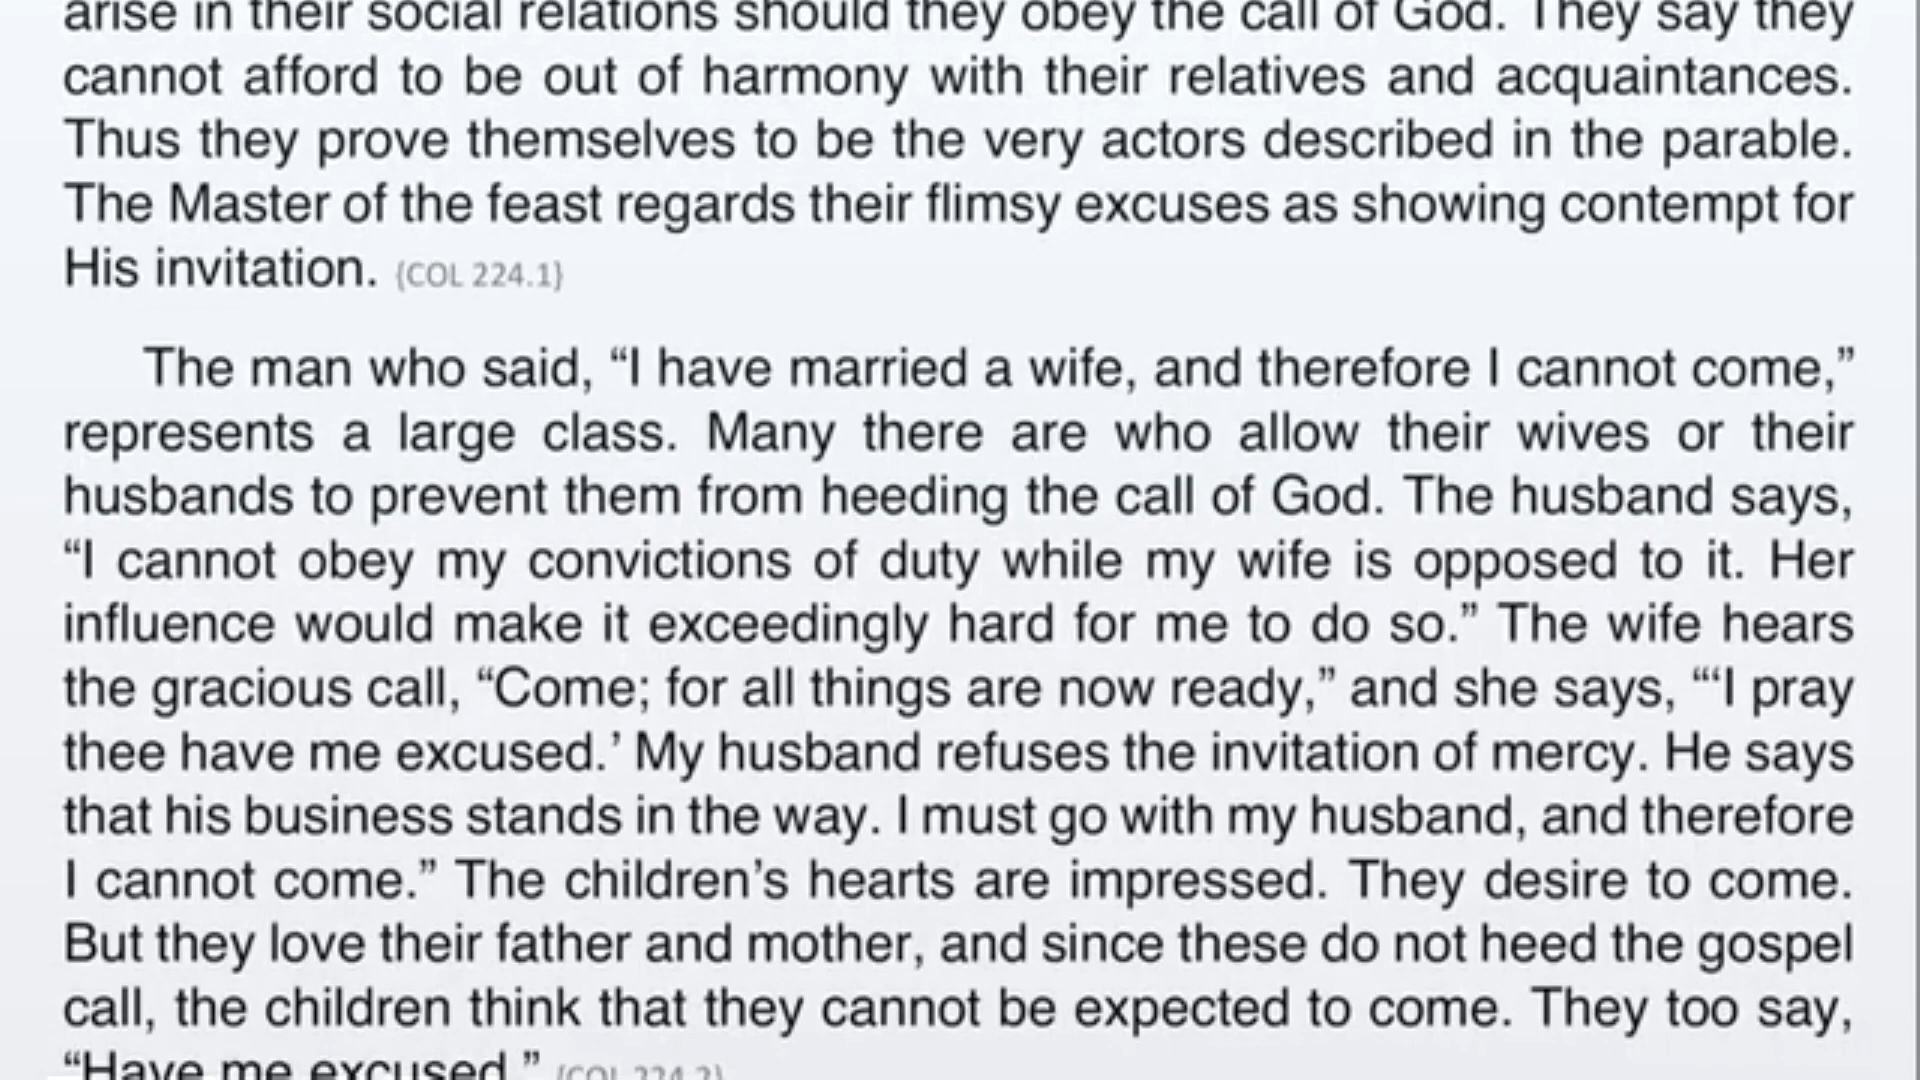 arise in their social relations should they obey the call of God. They say they
cannot afford to be out of harmony with their relatives and acquaintances.
Thus they prove themselves to be the very actors described in the parable.
The Master of the feast regards their flimsy excuses as showing contempt for
His invitation. {COL 224.1}
The man who said, “I have married a wife, and therefore I cannot come,”
represents a large class. Many there are who allow their wives or their
husbands to prevent them from heeding the call of God. The husband says,
“I cannot obey my convictions of duty while my wife is opposed to it. Her
influence would make it exceedingly hard for me to do so.” The wife hears
the gracious call, “Come; for all things are now ready,” and she says, “‘I pray
thee have me excused.’ My husband refuses the invitation of mercy. He says
that his business stands in the way. I must go with my husband, and therefore
I cannot come.” The children’s hearts are impressed. They desire to come.
But they love their father and mother, and since these do not heed the gospel
call, the children think that they cannot be expected to come. They too say,
“Have me excused.” {COL 224.2}